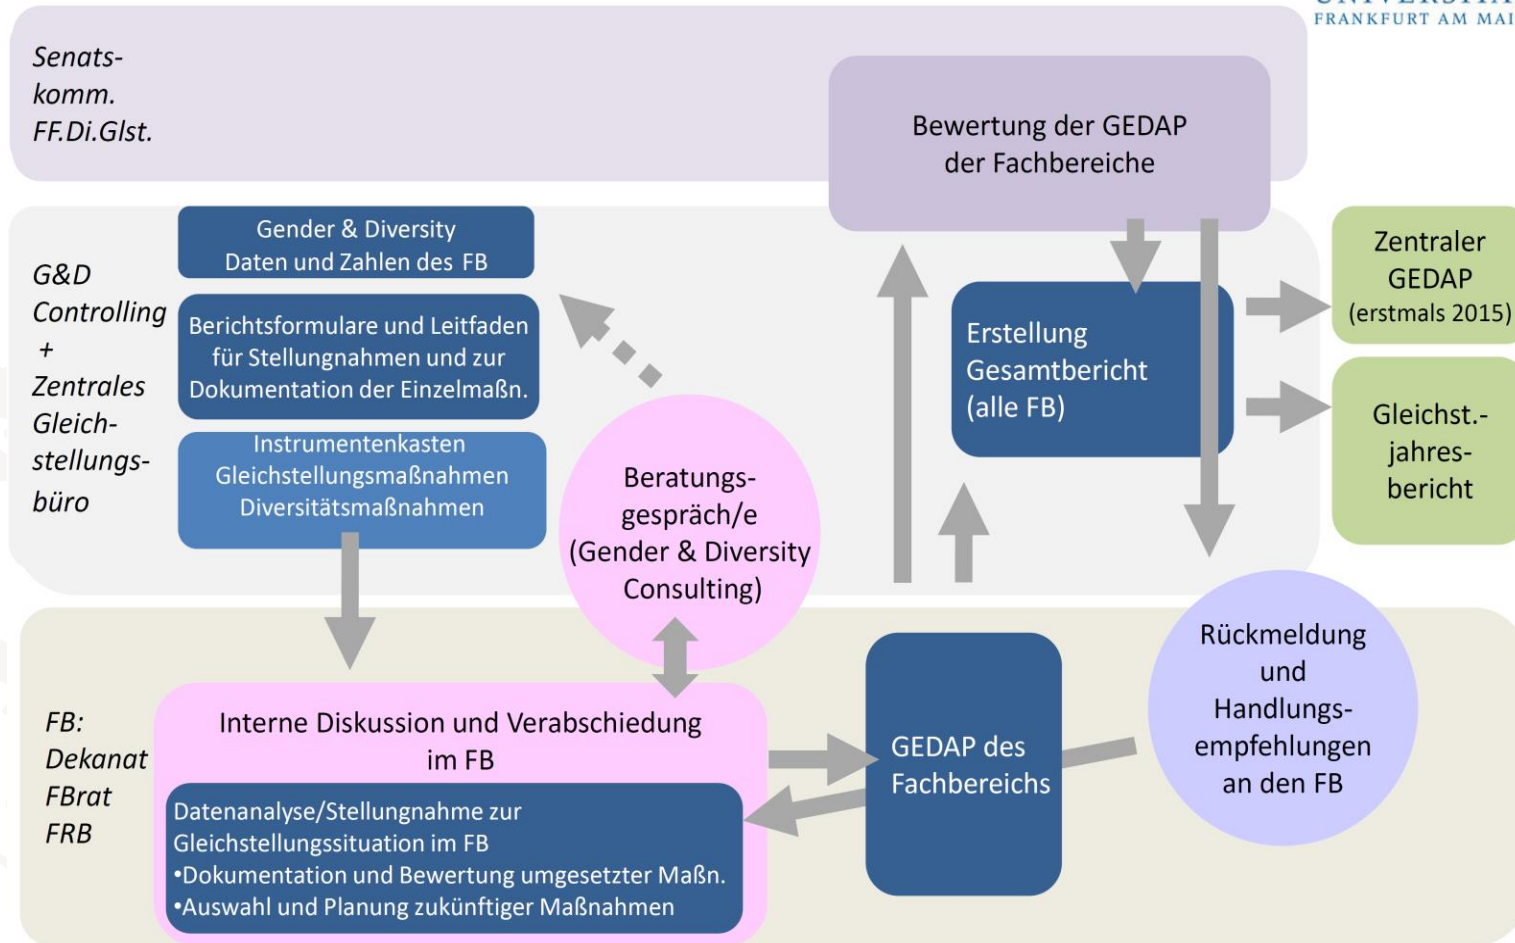 FRANKFURT AM MAI
Senats-
komm.
FF.Di.Glst.
Bewertung der GEDAP
der Fachbereiche
G&D
Controlling
+
Zentrales
Gleich-
stellungs-
büro
Gender & Diversity
Daten und Zahlen des FB
Berichtsformulare und Leitfaden
für Stellungnahmen und zur
Dokumentation der Einzelmaßn.
Instrumentenkasten
Gleichstellungsmaßnahmen
Diversitätsmaßnahmen
Beratungs-
gespräch/e
(Gender & Diversity
Consulting)
Erstellung
Gesamtbericht
(alle FB)
Zentraler
GEDAP
(erstmals 2015)
Gleichst.-
jahres-
bericht
FB:
Dekanat
FBrat
FRB
Interne Diskussion und Verabschiedung
im FB
Datenanalyse/Stellungnahme zur
Gleichstellungssituation im FB
•Dokumentation und Bewertung umgesetzter Maßn.
•Auswahl und Planung zukünftiger Maßnahmen
GEDAP des
Fachbereichs
Rückmeldung
und
Handlungs-
empfehlungen
an den FB